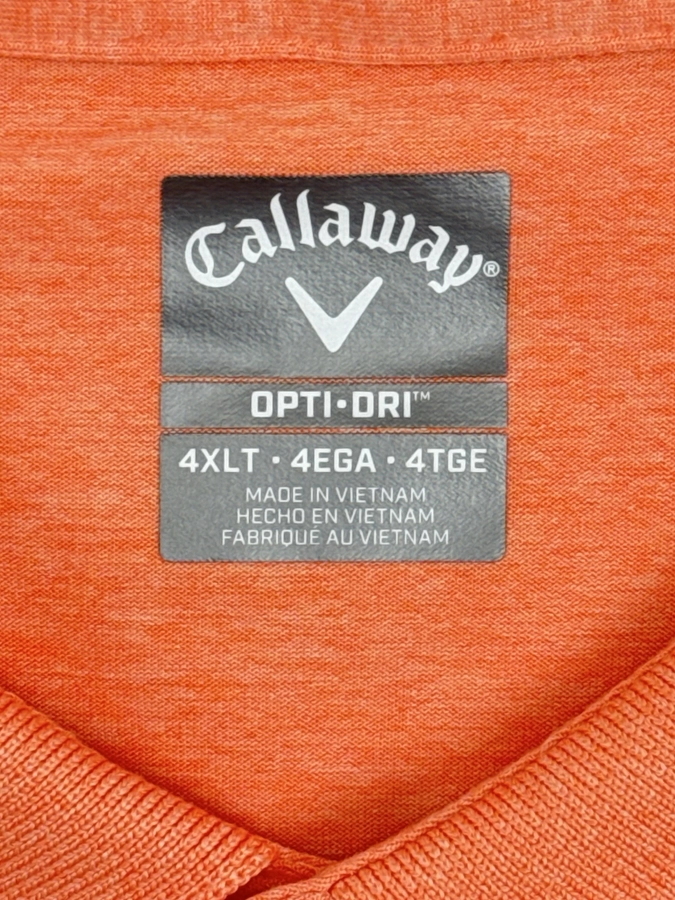 Callaway®
OPTI•DRI™
4XLT • 4EGA • 4TGE
MADE IN VIETNAM
HECHO EN VIETNAM
FABRIQUÉ AU VIETNAM